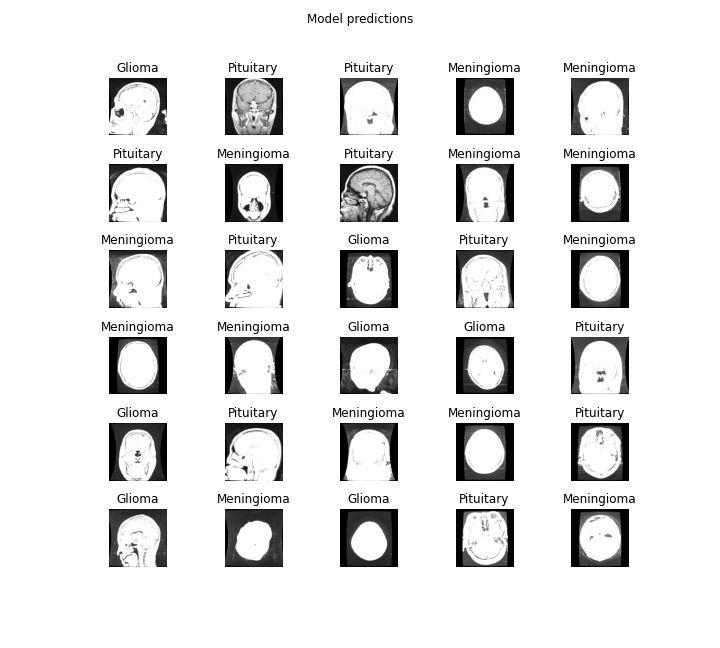 Model predictions
Glioma Pituitary Pituitary Meningioma Meningioma
Pituitary Meningioma Pituitary Meningioma Meningioma
Meningioma Pituitary Glioma Pituitary Meningioma
Meningioma Meningioma Glioma Glioma Pituitary
Glioma Pituitary Meningioma Meningioma Pituitary
Glioma Meningioma Glioma Pituitary Meningioma